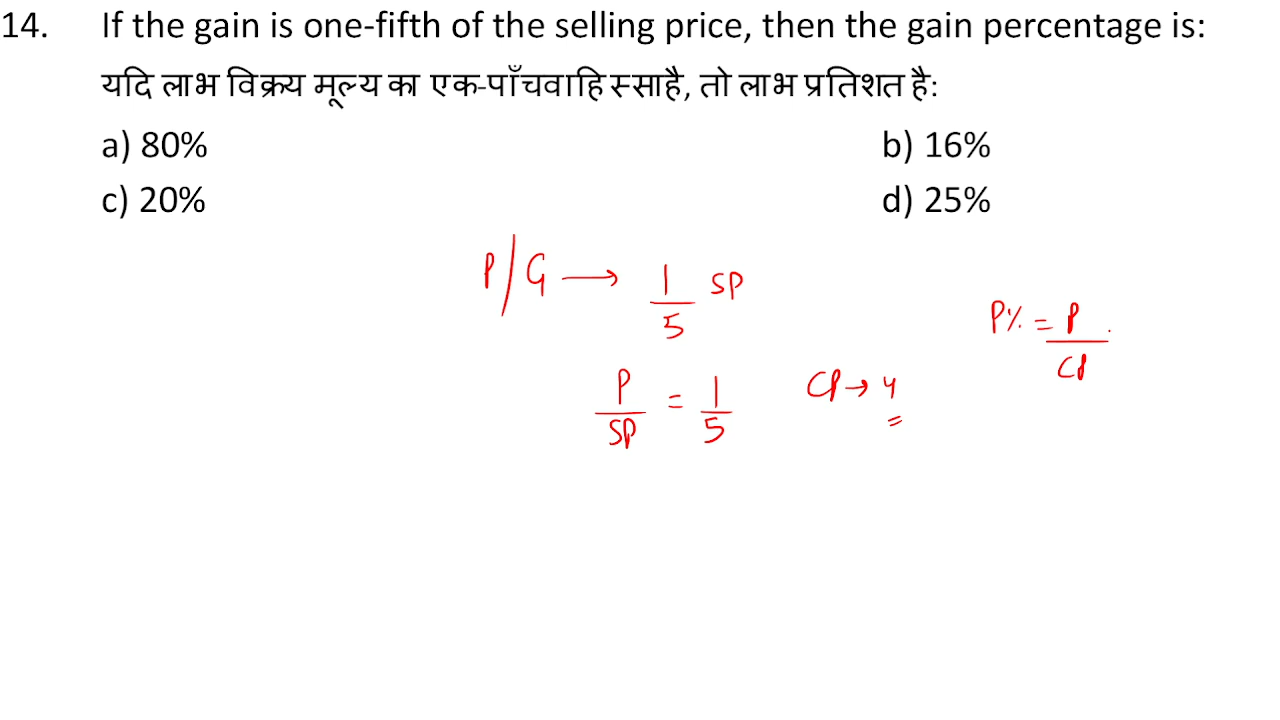 14. If the gain is one-fifth of the selling price, then the gain percentage is:
यदि लाभ विक्रय मूल्य का एक-पाँचवाहिस्साहै, तो लाभ प्रतिशत है:
a) 80% b) 16%
c) 20% d) 25%
P/G → 1/5 SP
P% = P/CP
P/SP = 1/5 CP → 4